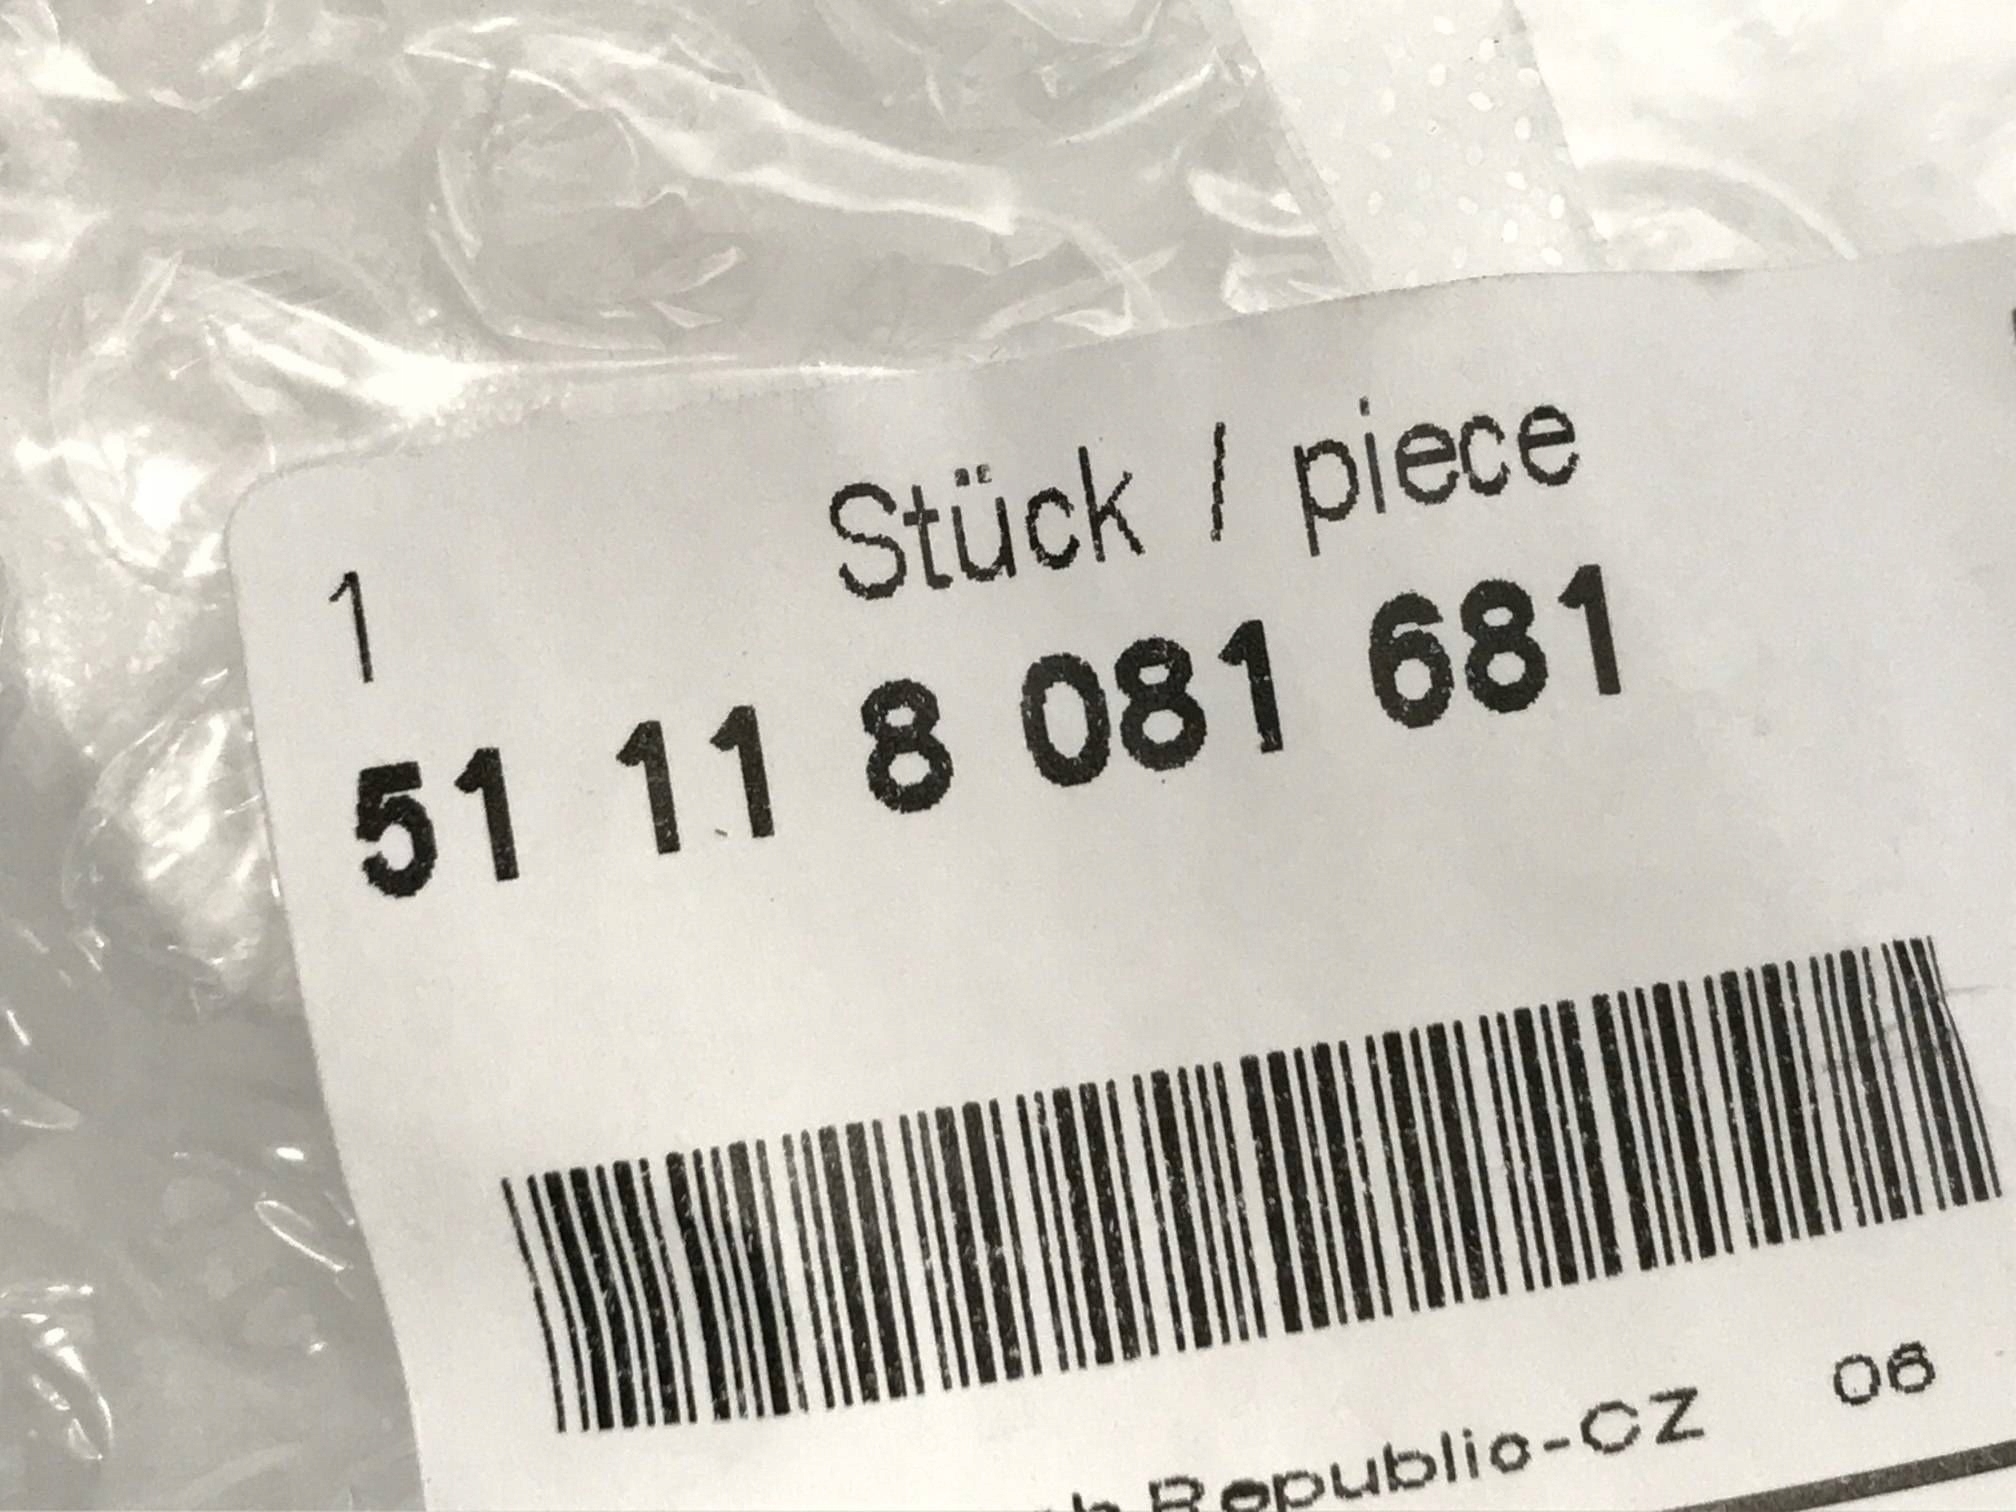 1 Stück / piece
51 11 8 081 681
Republic-CZ 06